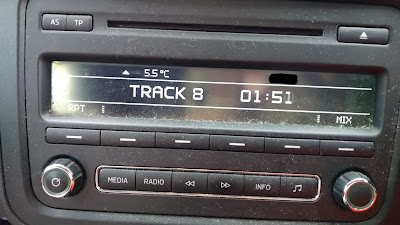 AS TP
5.5°C
TRACK 8 01:51
RPT MIX
MEDIA RADIO INFO